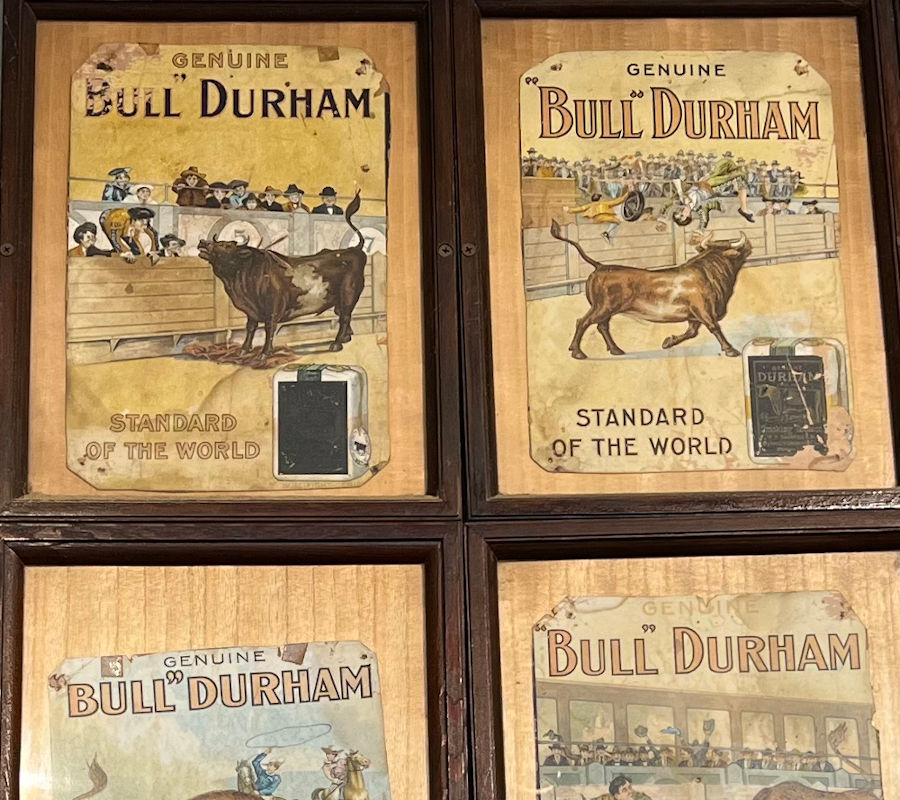 GENUINE
"BULL" DURHAM
STANDARD
OF THE WORLD
GENUINE
"BULL" DURHAM
DURHAM
STANDARD
OF THE WORLD
GENUINE
"BULL" DURHAM
GENUINE
"BULL" DURHAM